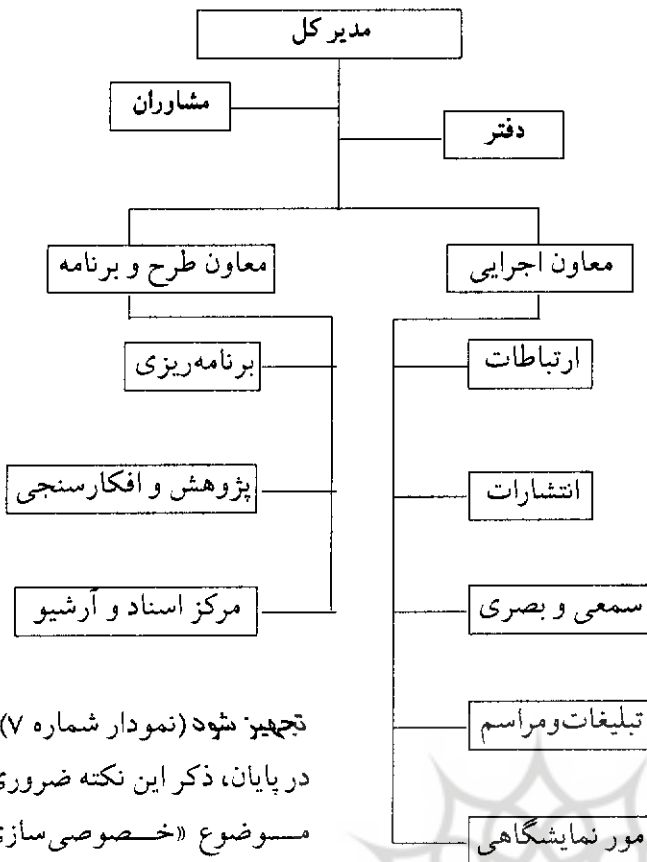 مدیر کل
مشاوران
دفتر
معاون اجرایی
معاون طرح و برنامه
ارتباطات
برنامه‌ریزی
انتشارات
پژوهش و افکارسنجی
سمعی و بصری
مرکز اسناد و آرشیو
تبلیغات‌ومراسم
مور نمایشگاهی
تجهیز شود (نمودار شماره ۷)
در پایان، ذکر این نکته ضروری
موضوع «خصوصی‌سازی